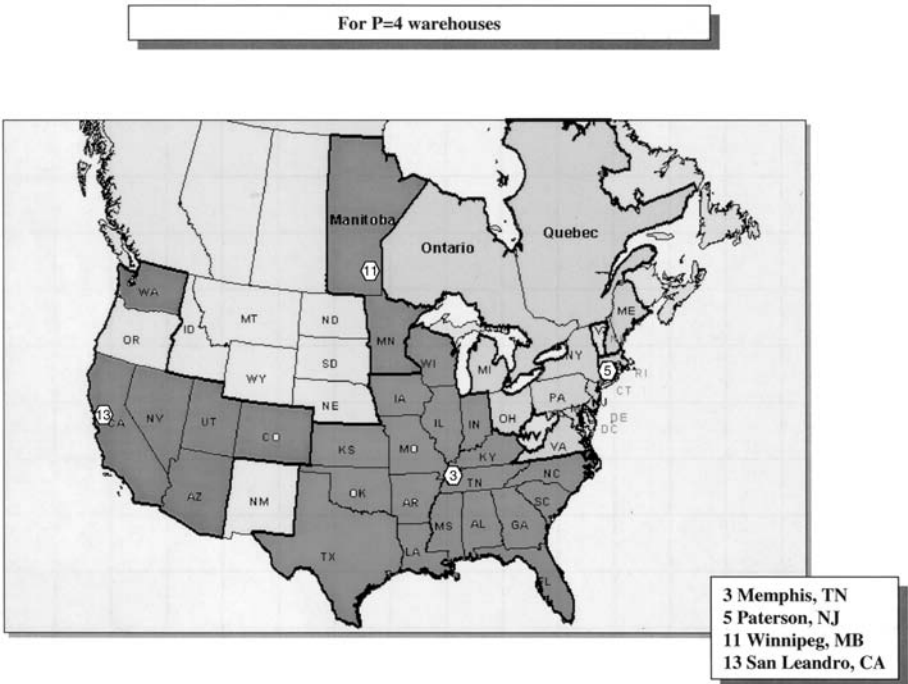 For P=4 warehouses
Manitoba
Ontario
Quebec
11
WA
MT
ND
MN
ME
OR
ID
SD
WI
MI
NY
5
RI
WY
CT
NE
IA
PA
NJ
13
CA
NV
UT
CO
IL
IN
OH
DE
DC
KS
MO
WV
VA
KY
3
TN
NC
AZ
NM
OK
AR
SC
MS
AL
GA
TX
LA
FL
3 Memphis, TN
5 Paterson, NJ
11 Winnipeg, MB
13 San Leandro, CA